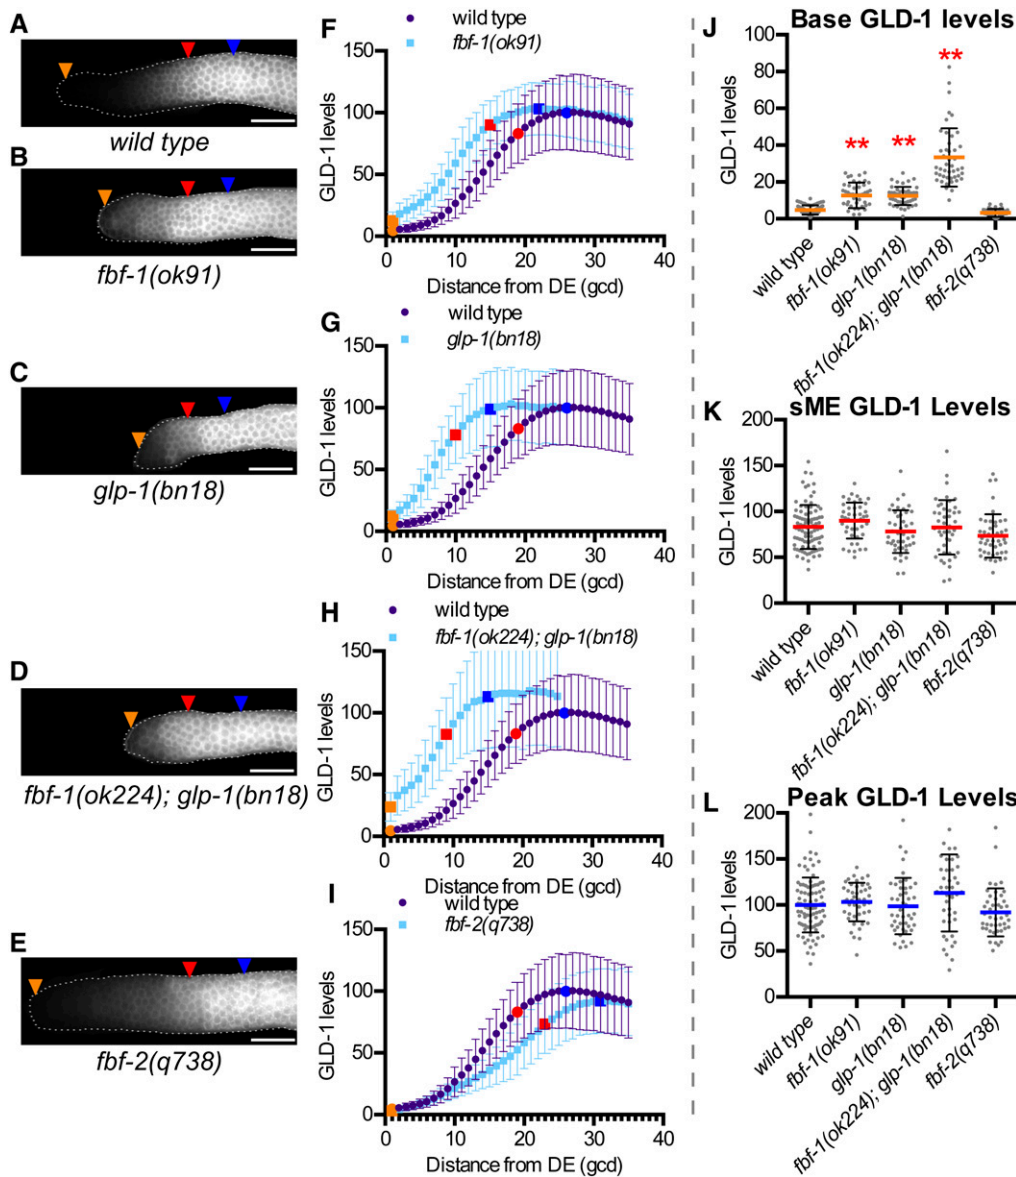 A
wild type
B
fbf-1(ok91)
C
glp-1(bn18)
D
fbf-1(ok224); glp-1(bn18)
E
fbf-2(q738)
F
wild type
fbf-1(ok91)
GLD-1 levels
150
100
50
0
0 10 20 30 40
Distance from DE (gcd)
G
wild type
glp-1(bn18)
GLD-1 levels
150
100
50
0
0 10 20 30 40
Distance from DE (gcd)
H
wild type
fbf-1(ok224); glp-1(bn18)
GLD-1 levels
150
100
50
0
0 10 20 30 40
Distance from DE (gcd)
I
wild type
fbf-2(q738)
GLD-1 levels
150
100
50
0
0 10 20 30 40
Distance from DE (gcd)
J Base GLD-1 levels
GLD-1 levels
100
80
60
40
20
0
** ** **
wild type
fbf-1(ok91)
glp-1(bn18)
fbf-1(ok224); glp-1(bn18)
fbf-2(q738)
K sME GLD-1 Levels
GLD-1 levels
200
150
100
50
0
wild type
fbf-1(ok91)
glp-1(bn18)
fbf-1(ok224); glp-1(bn18)
fbf-2(q738)
L Peak GLD-1 Levels
GLD-1 levels
200
150
100
50
0
wild type
fbf-1(ok91)
glp-1(bn18)
fbf-1(ok224); glp-1(bn18)
fbf-2(q738)